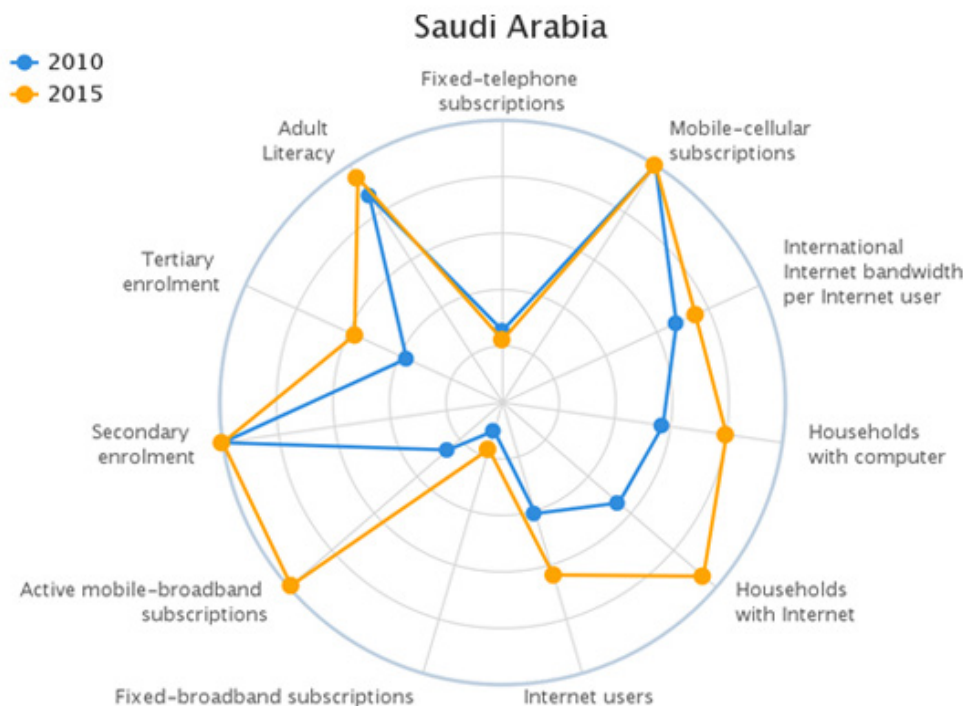 Saudi Arabia
2010
2015
Fixed-telephone
subscriptions
Mobile-cellular
subscriptions
International
Internet bandwidth
per Internet user
Households
with computer
Households
with Internet
Internet users
Fixed-broadband subscriptions
Active mobile-broadband
subscriptions
Secondary
enrolment
Tertiary
enrolment
Adult
Literacy